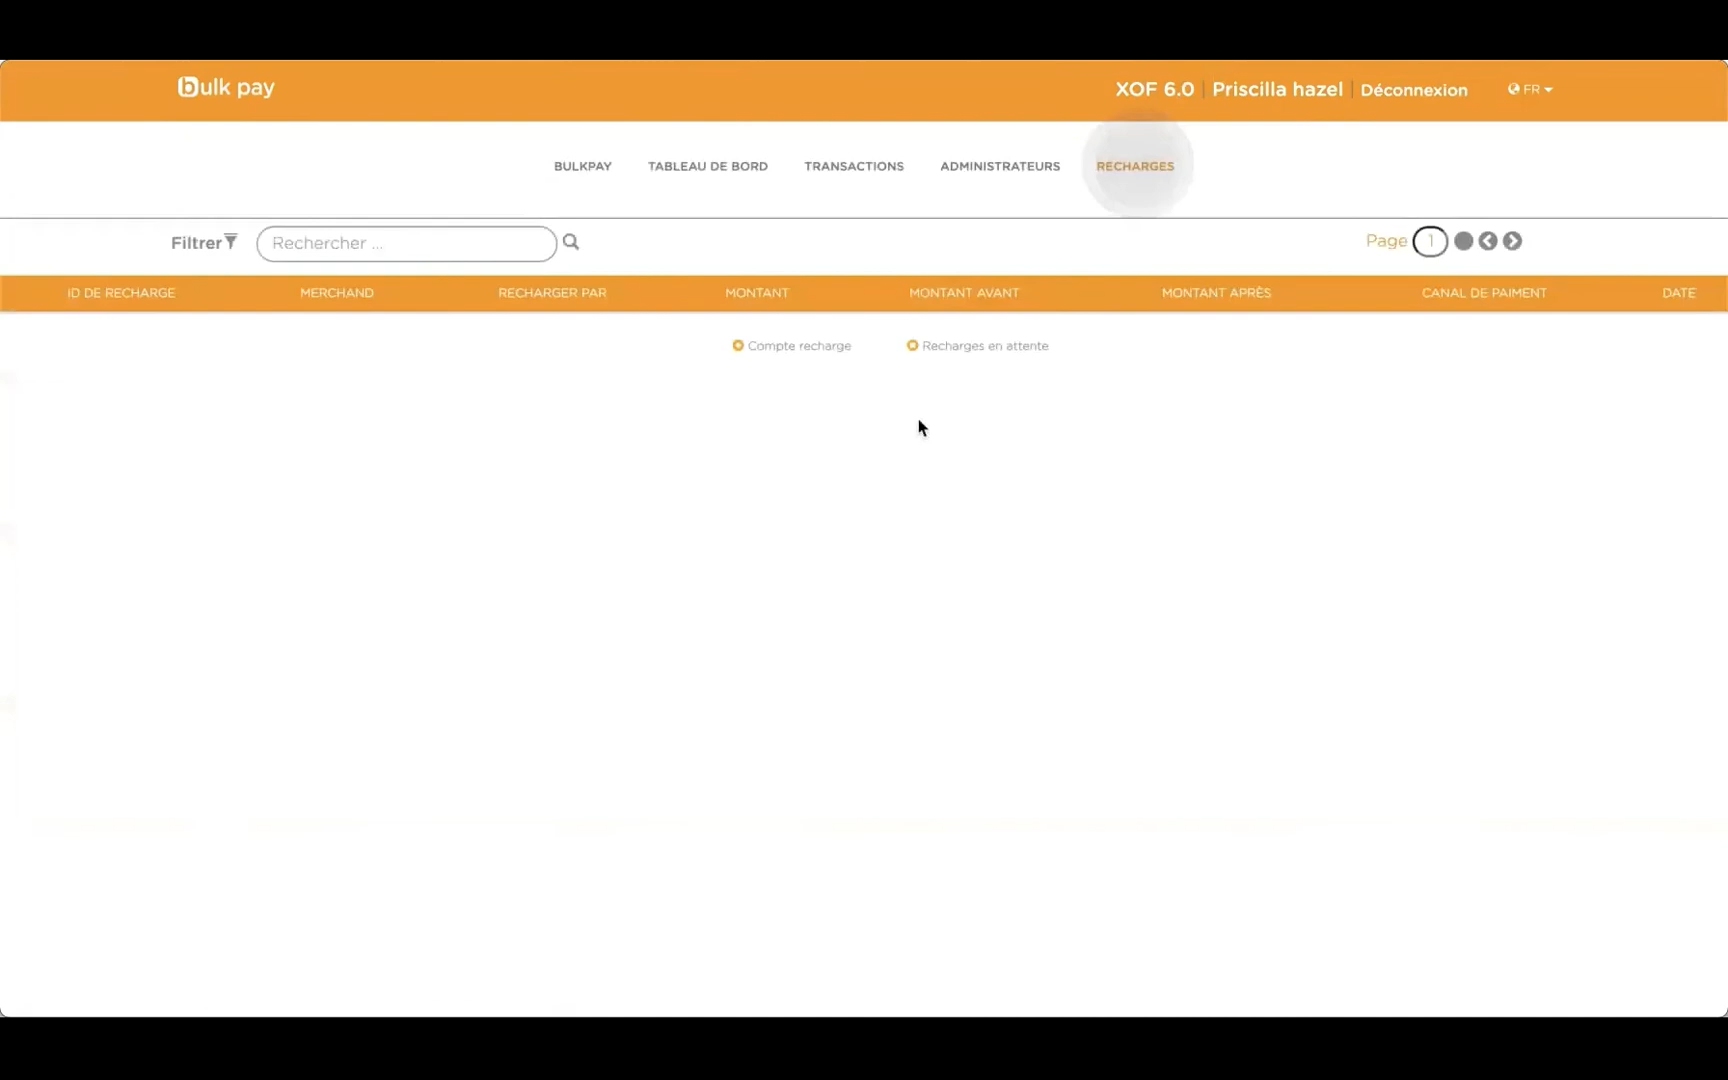 bulk pay
XOF 6.0 | Priscilla hazel | Déconnexion FR
BULKPAY TABLEAU DE BORD TRANSACTIONS ADMINISTRATEURS RECHARGES
Filtrer Rechercher ... Page 1
ID DE RECHARGE MERCHAND RECHARGER PAR MONTANT MONTANT AVANT MONTANT APRÈS CANAL DE PAIMENT DATE
Compte recharge Recharges en attente